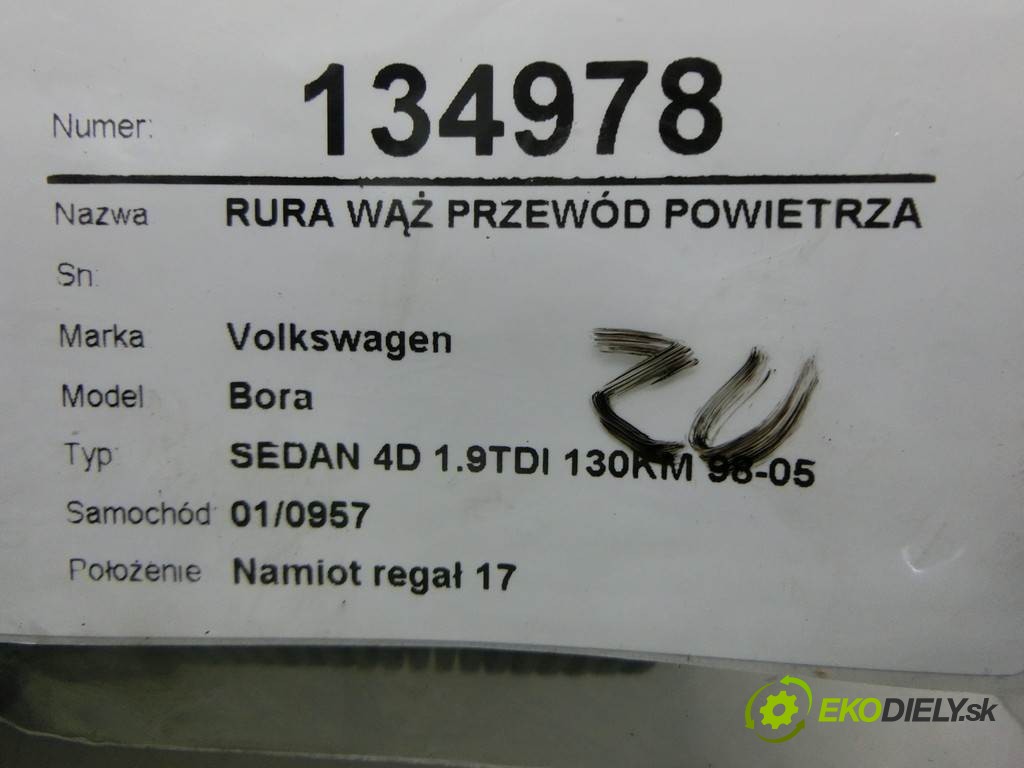 Numer: 134978
Nazwa RURA WĄŻ PRZEWÓD POWIETRZA
Sn:
Marka Volkswagen
Model Bora
Typ: SEDAN 4D 1.9TDI 130KM 98-05
Samochód 01/0957
Położenie Namiot regał 17
ZU
EKODIELY.sk